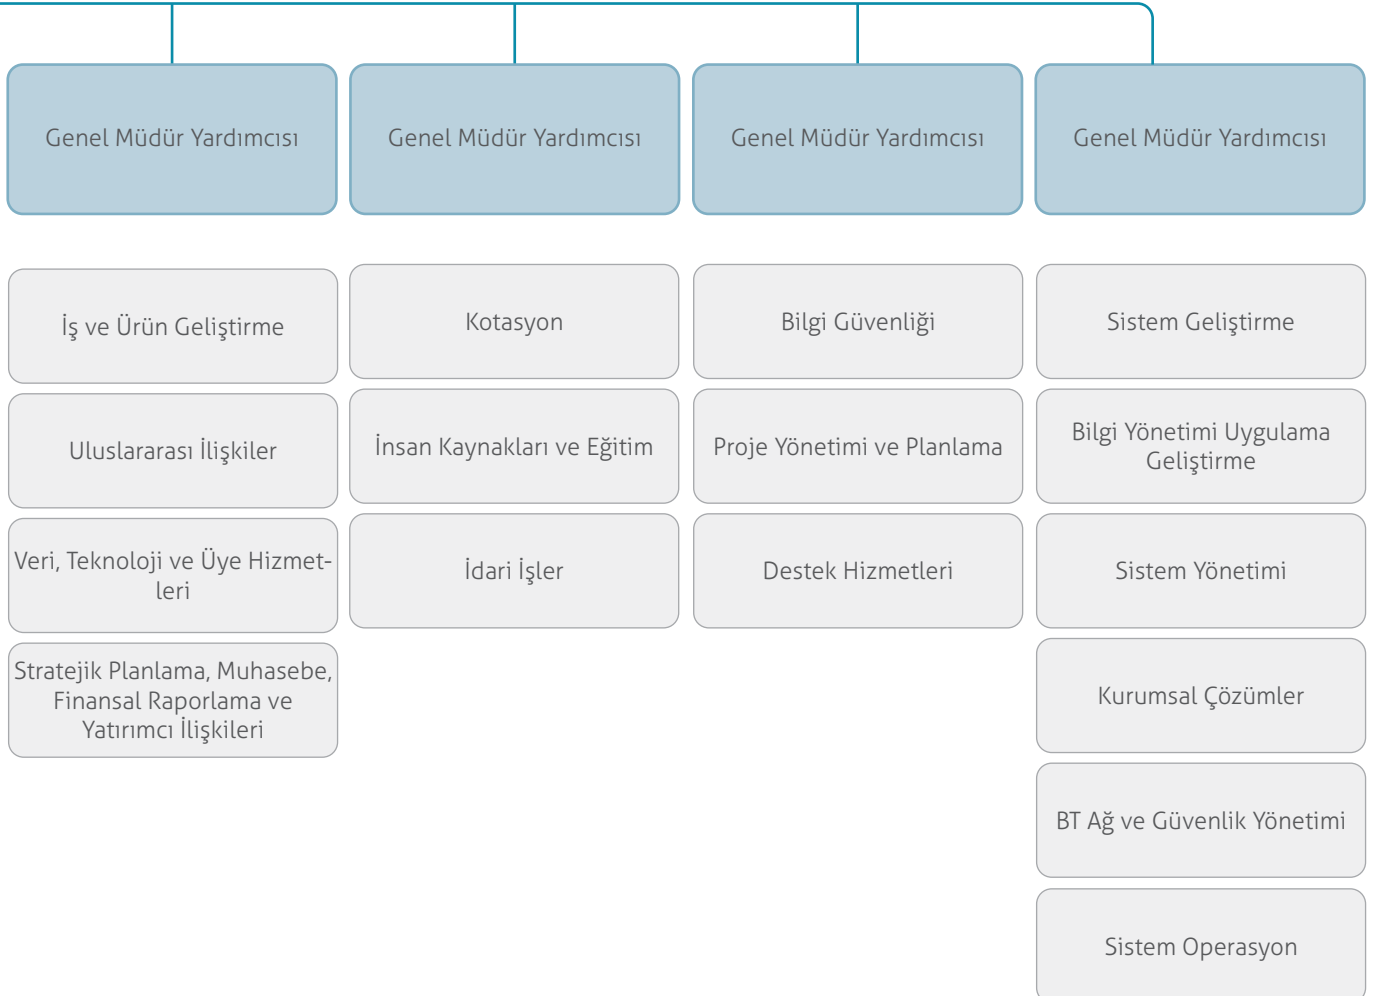 Genel Müdür Yardımcısı
Genel Müdür Yardımcısı
Genel Müdür Yardımcısı
Genel Müdür Yardımcısı
İş ve Ürün Geliştirme
Uluslararası İlişkiler
Veri, Teknoloji ve Üye Hizmet-
leri
Stratejik Planlama, Muhasebe,
Finansal Raporlama ve
Yatırımcı İlişkileri
Kotasyon
İnsan Kaynakları ve Eğitim
İdari İşler
Bilgi Güvenliği
Proje Yönetimi ve Planlama
Destek Hizmetleri
Sistem Geliştirme
Bilgi Yönetimi Uygulama
Geliştirme
Sistem Yönetimi
Kurumsal Çözümler
BT Ağ ve Güvenlik Yönetimi
Sistem Operasyon